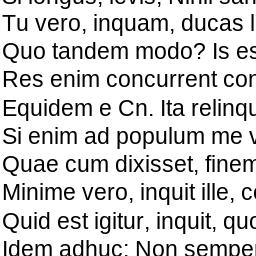 Tu vero, inquam, ducas l
Quo tandem modo? Is es
Res enim concurrent con
Equidem e Cn. Ita relinqu
Si enim ad populum me v
Quae cum dixisset, finem
Minime vero, inquit ille, c
Quid est igitur, inquit, quo
Idem adhuc; Non semper